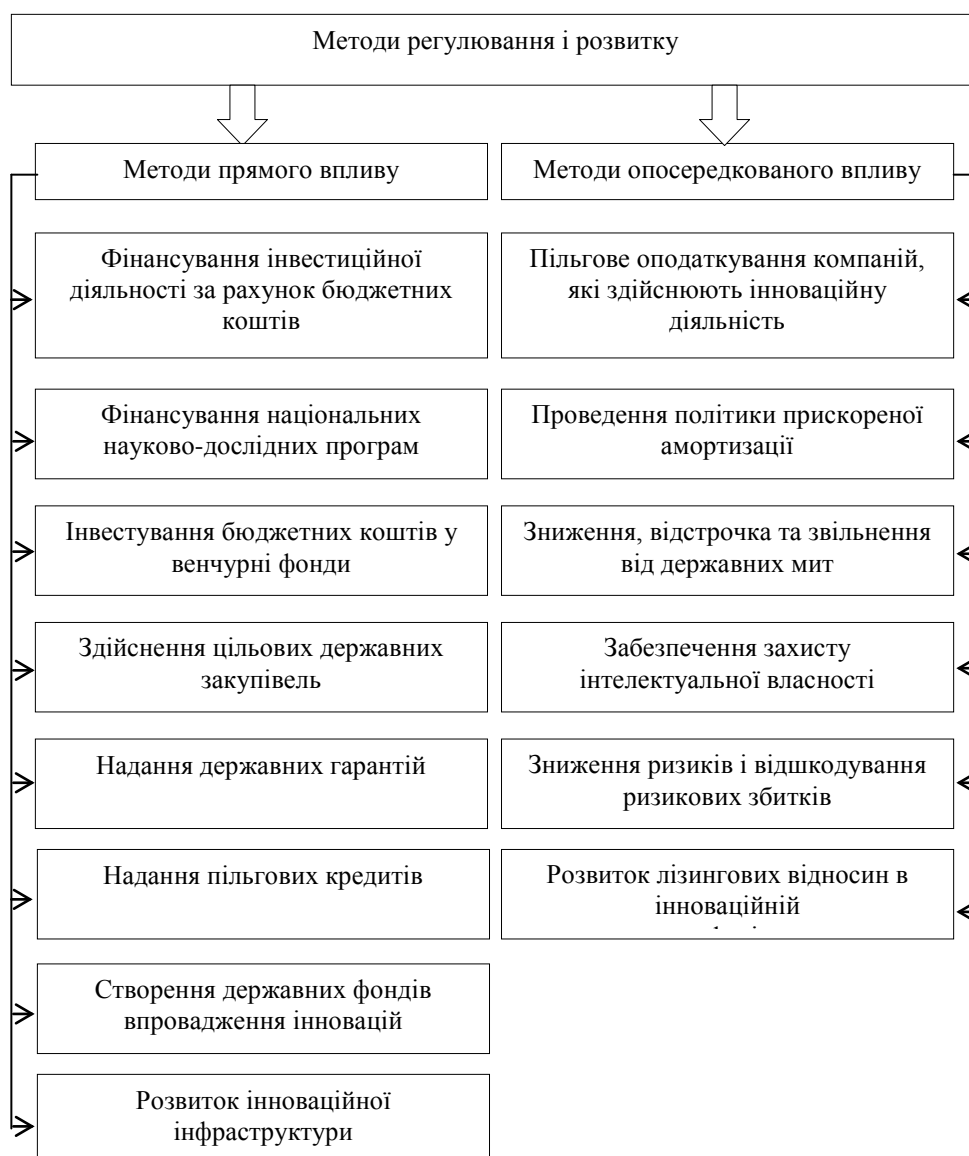 Методи регулювання і розвитку
Методи прямого впливу
Фінансування інвестиційної
діяльності за рахунок бюджетних
коштів
Фінансування національних
науково-дослідних програм
Інвестування бюджетних коштів у
венчурні фонди
Здійснення цільових державних
закупівель
Надання державних гарантій
Надання пільгових кредитів
Створення державних фондів
впровадження інновацій
Розвиток інноваційної
інфраструктури
Методи опосередкованого впливу
Пільгове оподаткування компаній,
які здійснюють інноваційну
діяльність
Проведення політики прискореної
амортизації
Зниження, відстрочка та звільнення
від державних мит
Забезпечення захисту
інтелектуальної власності
Зниження ризиків і відшкодування
ризикових збитків
Розвиток лізингових відносин в
інноваційній